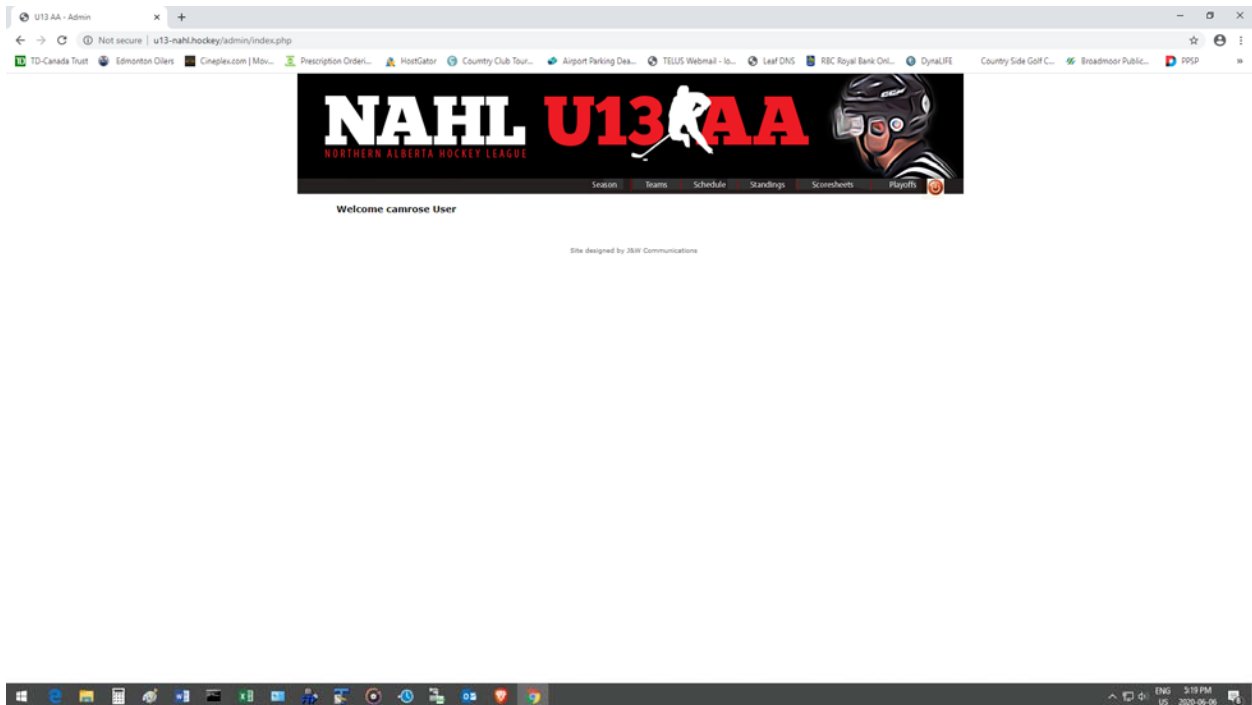 U13 AA - Admin
Not secure | u13-nahl.hockey/admin/index.php
TD TD-Canada Trust Edmonton Oilers Cineplex.com | Mov... Prescription Orderi... HostGator Country Club Tour... Airport Parking Dea... TELUS Webmail - lo... Leaf DNS RBC Royal Bank Onl... DynaLIFE Country Side Golf C... Broadmoor Public... PPSP »
NAHL U13 AA
NORTHERN ALBERTA HOCKEY LEAGUE
CCM
Season Teams Schedule Standings Scoresheets Playoffs
Welcome camrose User
Site designed by J&W Communications
ENG 5:19 PM
US 2020-06-06